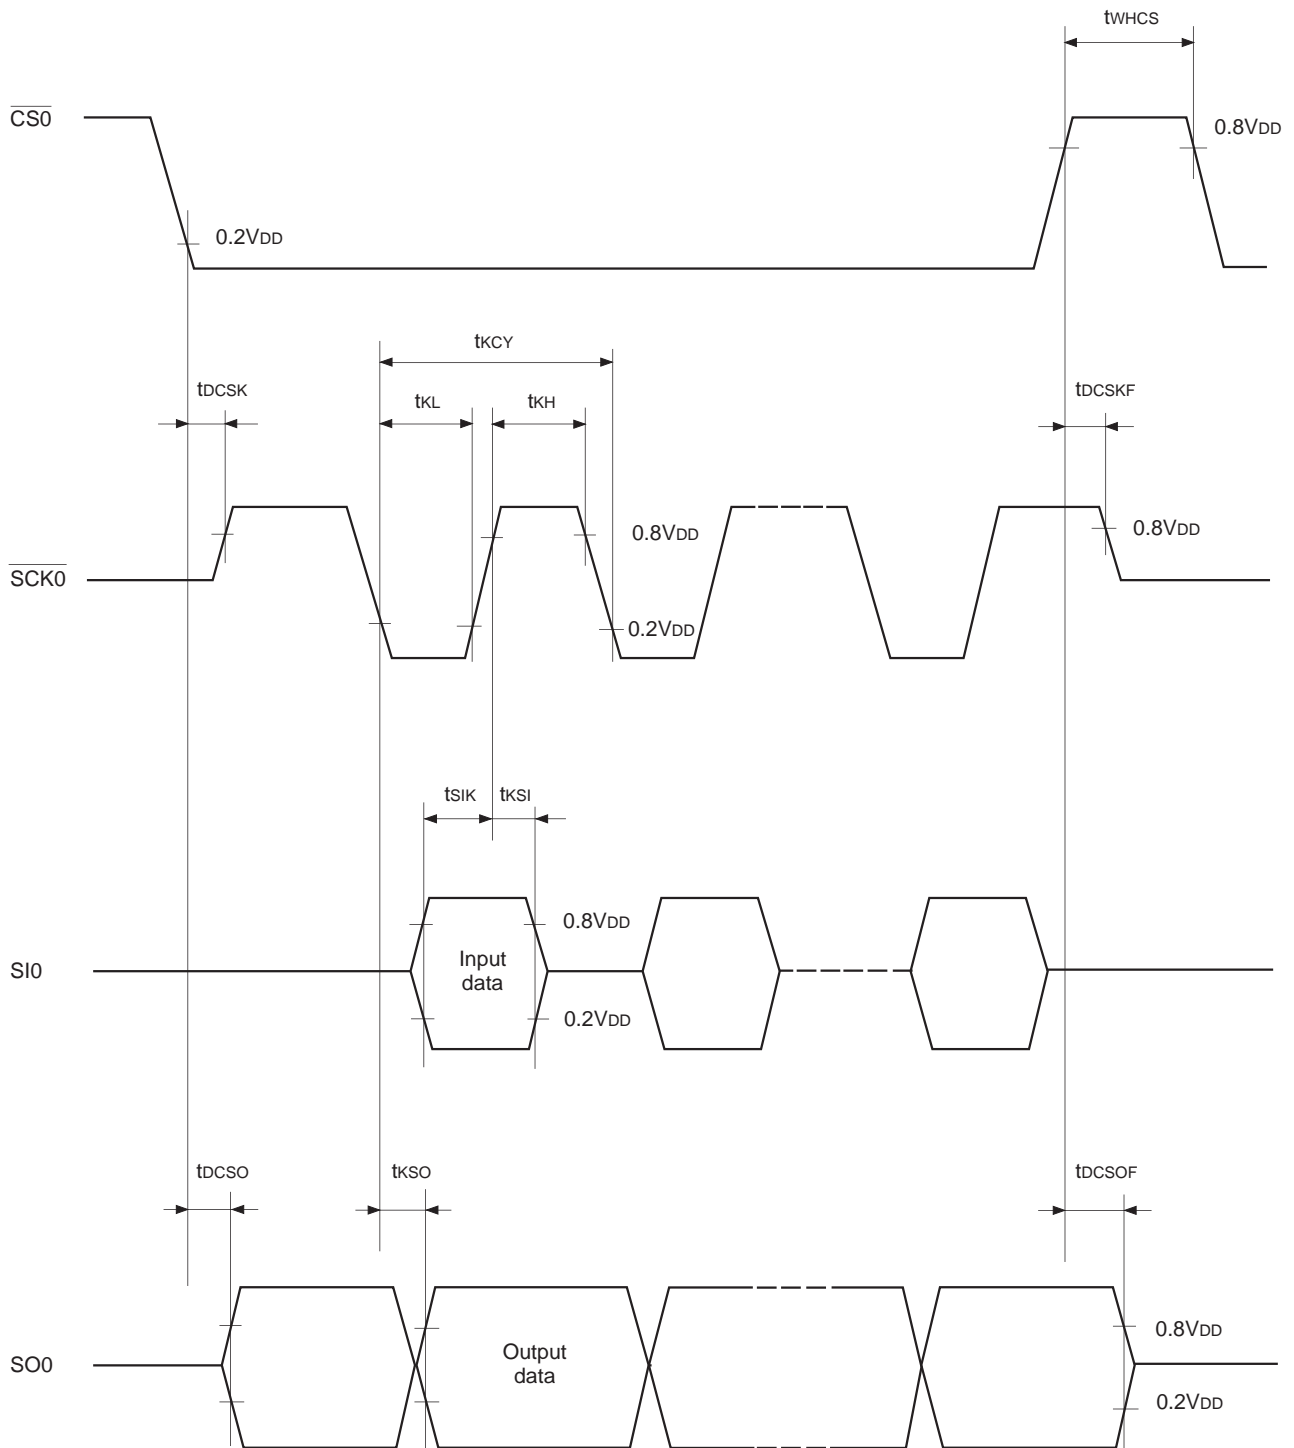 tWHCS
CS0
0.8VDD
0.2VDD
tKCY
tDCSK
tKL
tKH
tDCSKF
0.8VDD
0.8VDD
SCK0
0.2VDD
tSIK
tKSI
0.8VDD
SI0
Input
data
0.2VDD
tDCSO
tKSO
tDCSOF
0.8VDD
SO0
Output
data
0.2VDD